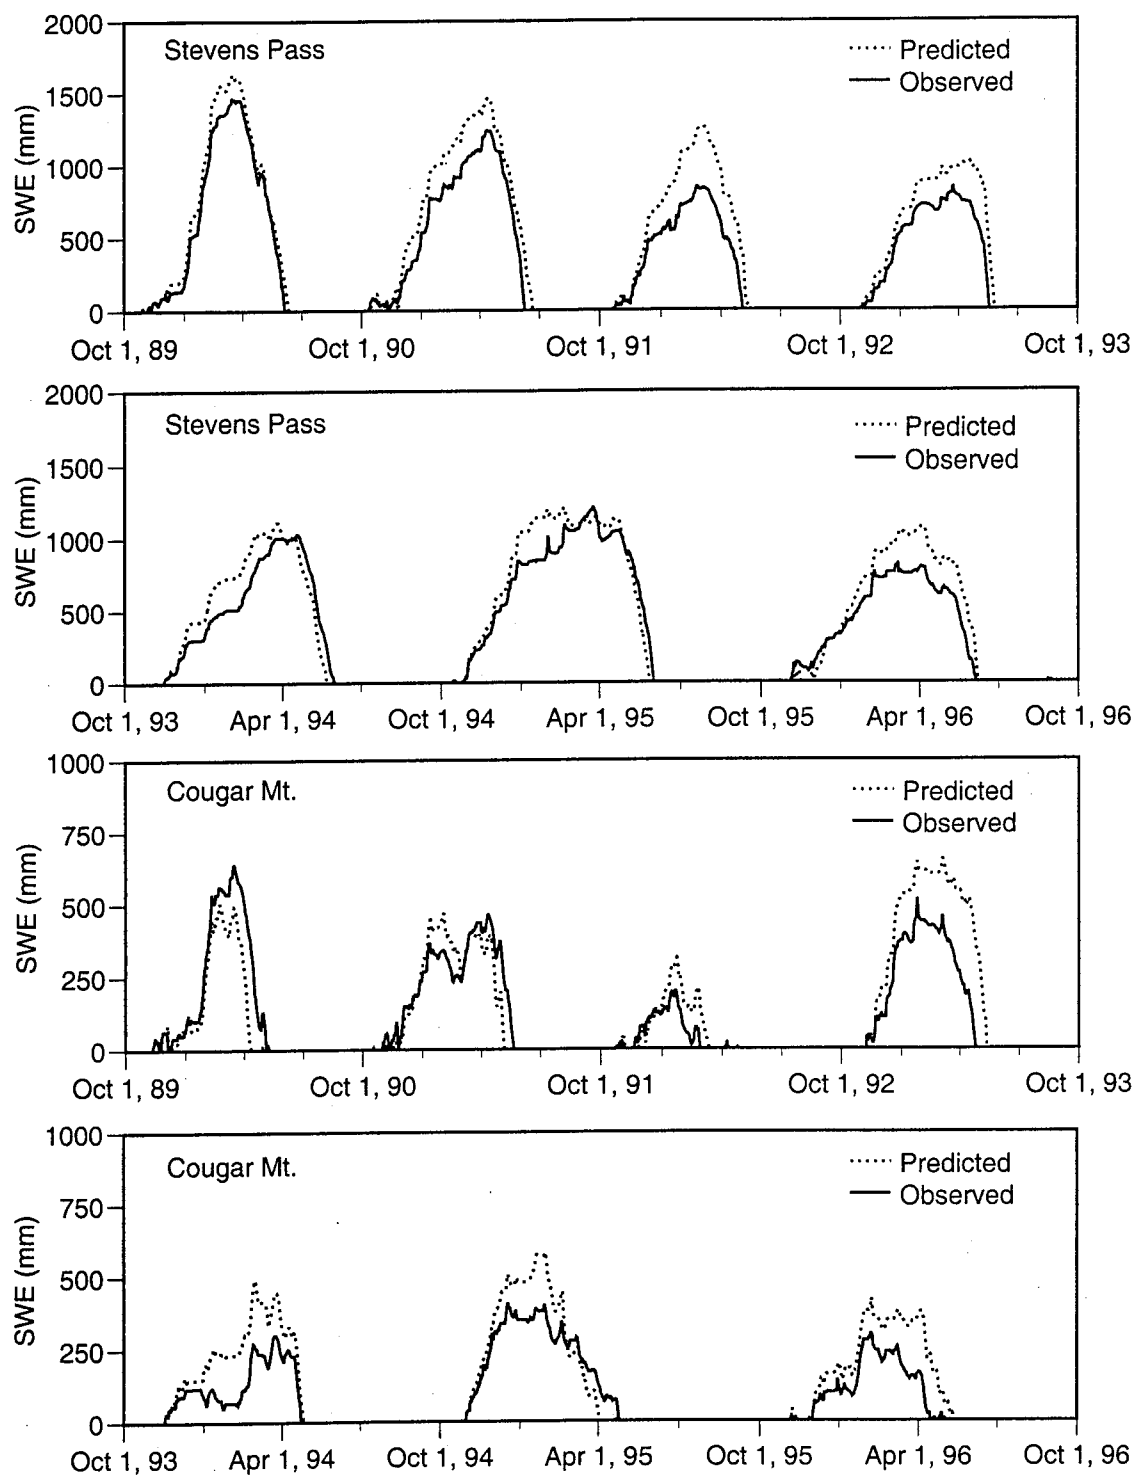 2000
Stevens Pass
Predicted
Observed
1500
1000
500
0
SWE (mm)
Oct 1, 89
Oct 1, 90
Oct 1, 91
Oct 1, 92
Oct 1, 93
2000
Stevens Pass
Predicted
Observed
1500
1000
500
0
SWE (mm)
Oct 1, 93
Apr 1, 94
Oct 1, 94
Apr 1, 95
Oct 1, 95
Apr 1, 96
Oct 1, 96
1000
Cougar Mt.
Predicted
Observed
750
500
250
0
SWE (mm)
Oct 1, 89
Oct 1, 90
Oct 1, 91
Oct 1, 92
Oct 1, 93
1000
Cougar Mt.
Predicted
Observed
750
500
250
0
SWE (mm)
Oct 1, 93
Apr 1, 94
Oct 1, 94
Apr 1, 95
Oct 1, 95
Apr 1, 96
Oct 1, 96